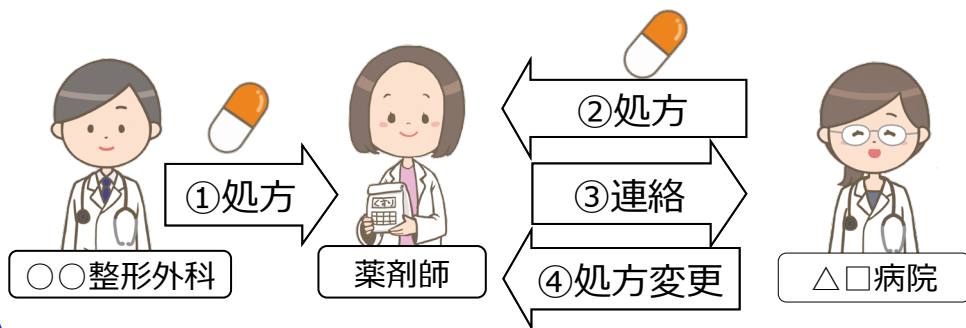 ①処方
②処方
③連絡
④処方変更
くすり
○○整形外科
薬剤師
△□病院